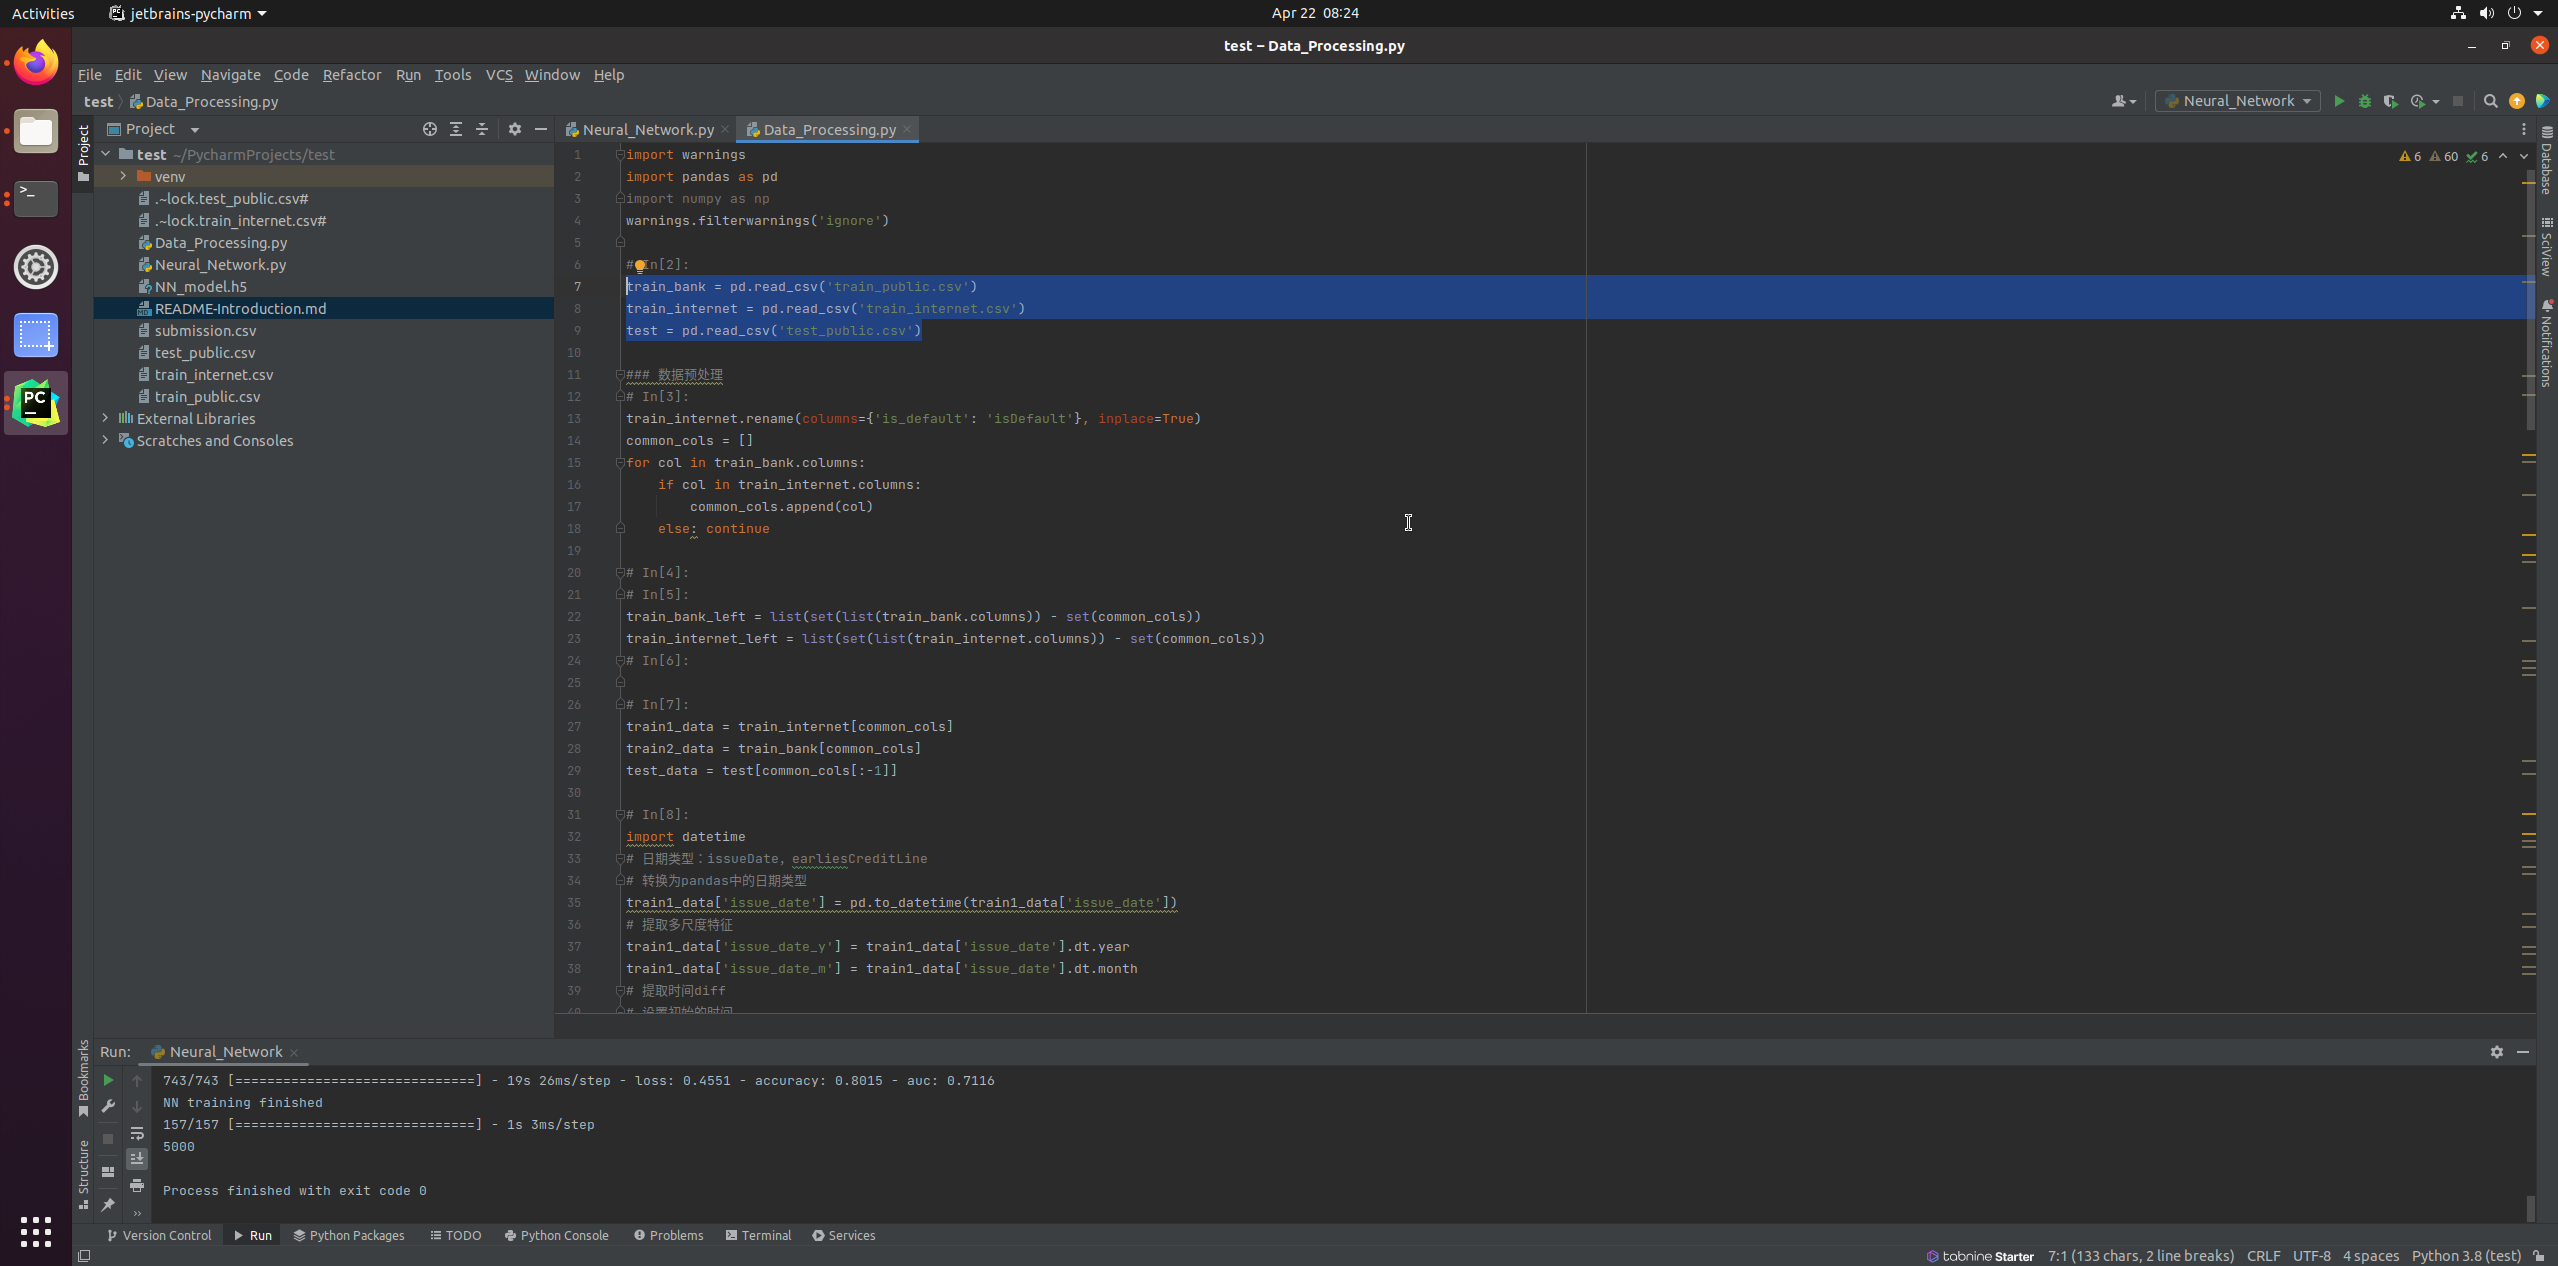 Activities
jetbrains-pycharm
Apr 22 08:24
test – Data_Processing.py
File Edit View Navigate Code Refactor Run Tools VCS Window Help
test
Data_Processing.py
Neural_Network
Project
Project
Neural_Network.py
Data_Processing.py
test ~/PycharmProjects/test
venv
.~lock.test_public.csv#
.~lock.train_internet.csv#
Data_Processing.py
Neural_Network.py
NN_model.h5
README-Introduction.md
submission.csv
test_public.csv
train_internet.csv
train_public.csv
External Libraries
Scratches and Consoles
6 60 6
1 import warnings
2 import pandas as pd
3 import numpy as np
4 warnings.filterwarnings('ignore')
5
6 # In[2]:
7 train_bank = pd.read_csv('train_public.csv')
8 train_internet = pd.read_csv('train_internet.csv')
9 test = pd.read_csv('test_public.csv')
10
11 ### 数据预处理
12 # In[3]:
13 train_internet.rename(columns={'is_default': 'isDefault'}, inplace=True)
14 common_cols = []
15 for col in train_bank.columns:
16 if col in train_internet.columns:
17 common_cols.append(col)
18 else: continue
19
20 # In[4]:
21 # In[5]:
22 train_bank_left = list(set(list(train_bank.columns)) - set(common_cols))
23 train_internet_left = list(set(list(train_internet.columns)) - set(common_cols))
24 # In[6]:
25
26 # In[7]:
27 train1_data = train_internet[common_cols]
28 train2_data = train_bank[common_cols]
29 test_data = test[common_cols[:-1]]
30
31 # In[8]:
32 import datetime
33 # 日期类型：issueDate，earliesCreditLine
34 # 转换为pandas中的日期类型
35 train1_data['issue_date'] = pd.to_datetime(train1_data['issue_date'])
36 # 提取多尺度特征
37 train1_data['issue_date_y'] = train1_data['issue_date'].dt.year
38 train1_data['issue_date_m'] = train1_data['issue_date'].dt.month
39 # 提取时间diff
40 # 设置初始的时间
Database
SciView
Notifications
Bookmarks
Structure
Run:
Neural_Network
743/743 [==============================] - 19s 26ms/step - loss: 0.4551 - accuracy: 0.8015 - auc: 0.7116
NN training finished
157/157 [==============================] - 1s 3ms/step
5000
Process finished with exit code 0
Version Control Run Python Packages TODO Python Console Problems Terminal Services
tabnine Starter 7:1 (133 chars, 2 line breaks) CRLF UTF-8 4 spaces Python 3.8 (test)